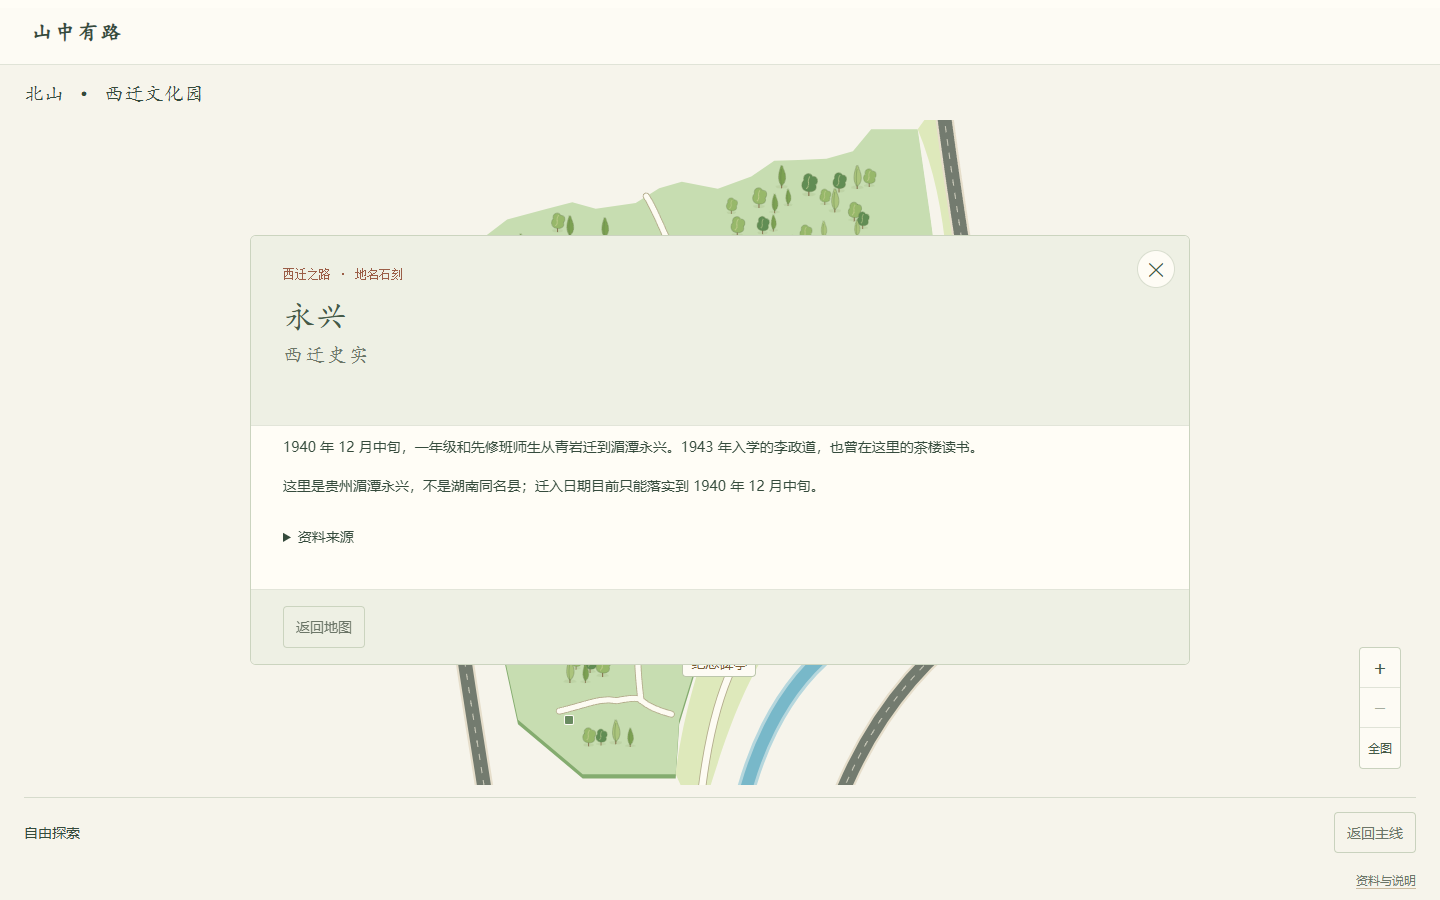 山中有路
北山 • 西迁文化园
西迁之路 · 地名石刻
永兴
西迁史实
1940 年 12 月中旬，一年级和先修班师生从青岩迁到湄潭永兴。1943 年入学的李政道，也曾在这里的茶楼读书。
这里是贵州湄潭永兴，不是湖南同名县；迁入日期目前只能落实到 1940 年 12 月中旬。
▶ 资料来源
返回地图
+
−
全图
自由探索
返回主线
资料与说明